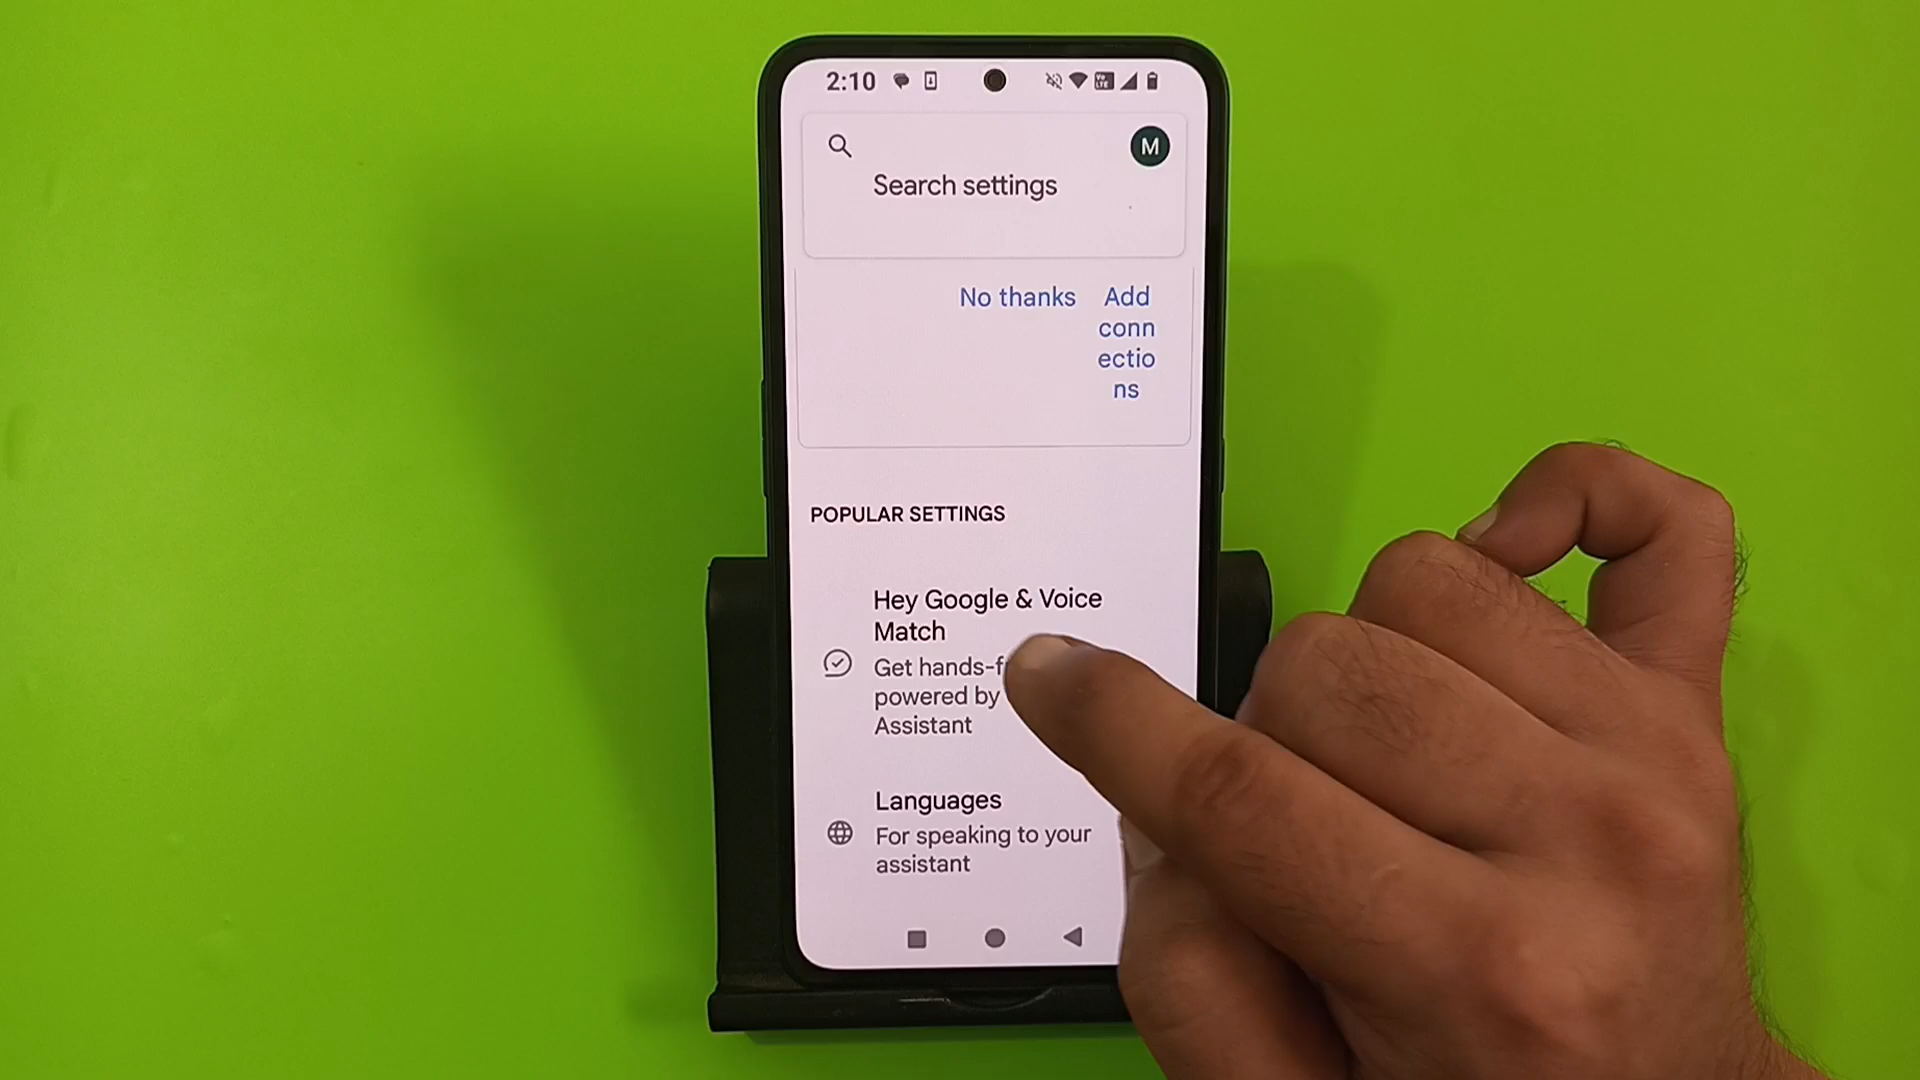 2:10
M
Search settings
No thanks
Add
conn
ectio
ns
POPULAR SETTINGS
Hey Google & Voice
Match
Get hands-f
powered by
Assistant
Languages
For speaking to your
assistant